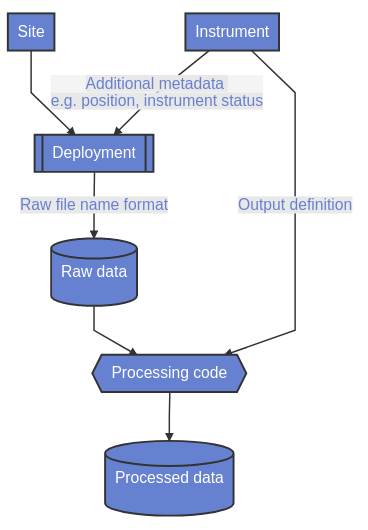 Site
Instrument
Additional metadata
e.g. position, instrument status
Deployment
Raw file name format
Output definition
Raw data
Processing code
Processed data